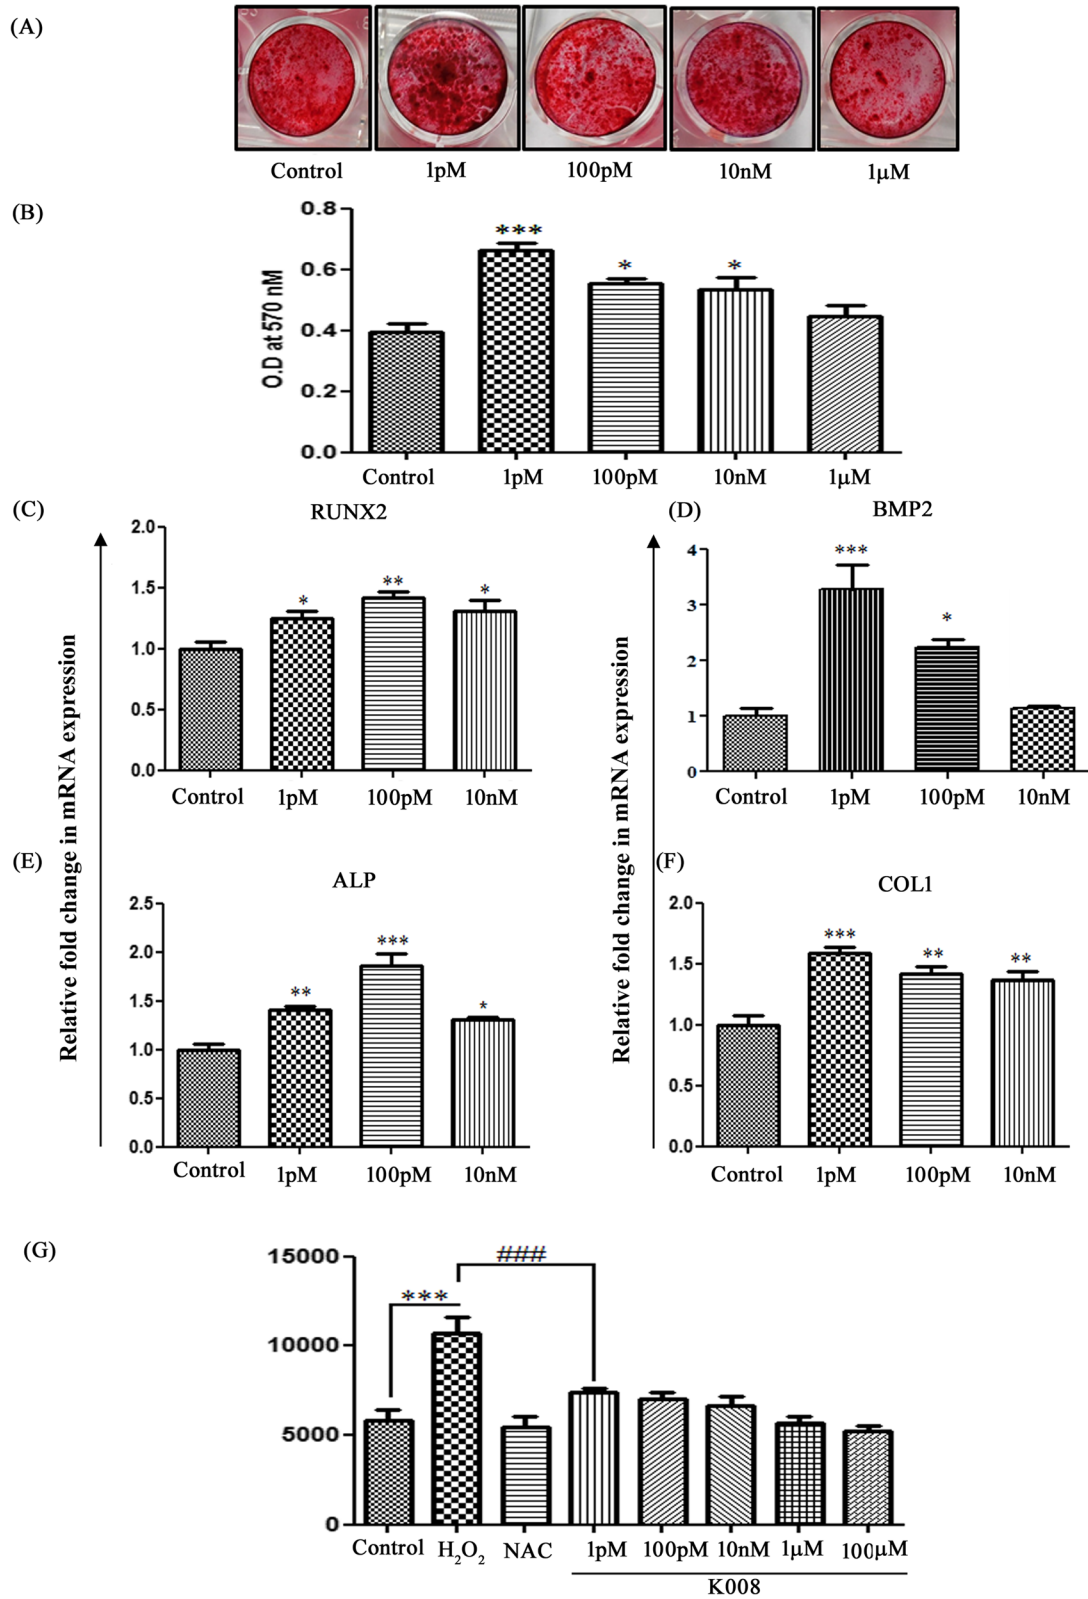 (A)
Control 1pM 100pM 10nM 1µM
(B)
O.D at 570 nM
0.8
0.6
0.4
0.2
0.0
*** * *
Control 1pM 100pM 10nM 1µM
(C)
RUNX2
Relative fold change in mRNA expression
2.0
1.5
1.0
0.5
0.0
* ** *
Control 1pM 100pM 10nM
(D)
BMP2
Relative fold change in mRNA expression
4
3
2
1
0
*** *
Control 1pM 100pM 10nM
(E)
ALP
2.5
2.0
1.5
1.0
0.5
0.0
** *** *
Control 1pM 100pM 10nM
(F)
COL1
2.0
1.5
1.0
0.5
0.0
*** ** **
Control 1pM 100pM 10nM
(G)
15000
10000
5000
0
***
###
Control H₂O₂ NAC 1pM 100pM 10nM 1µM 100µM
K008